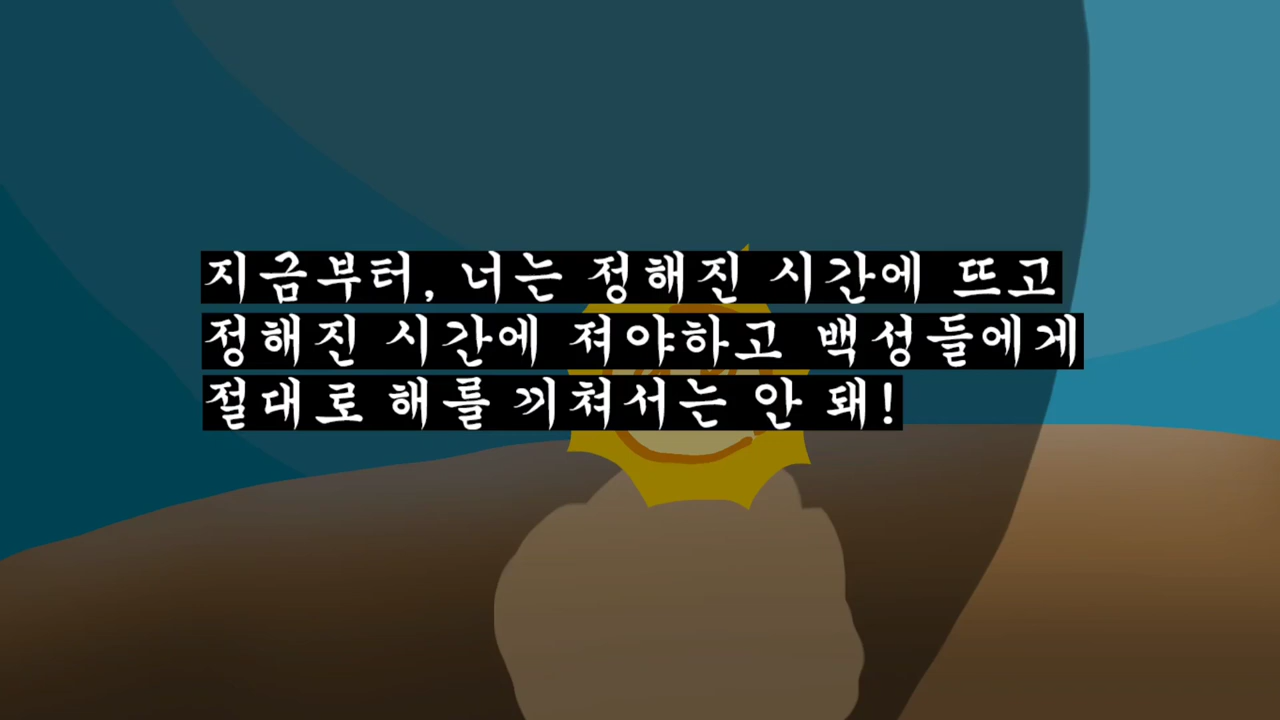 지금부터, 너는 정해진 시간에 뜨고
정해진 시간에 져야하고 백성들에게
절대로 해를 끼쳐서는 안 돼!